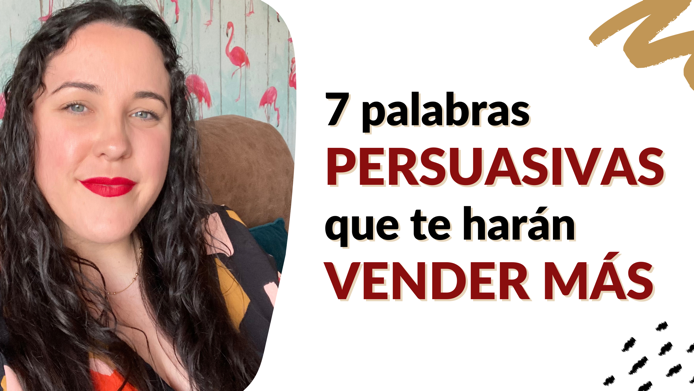 7 palabras
PERSUASIVAS
que te harán
VENDER MÁS